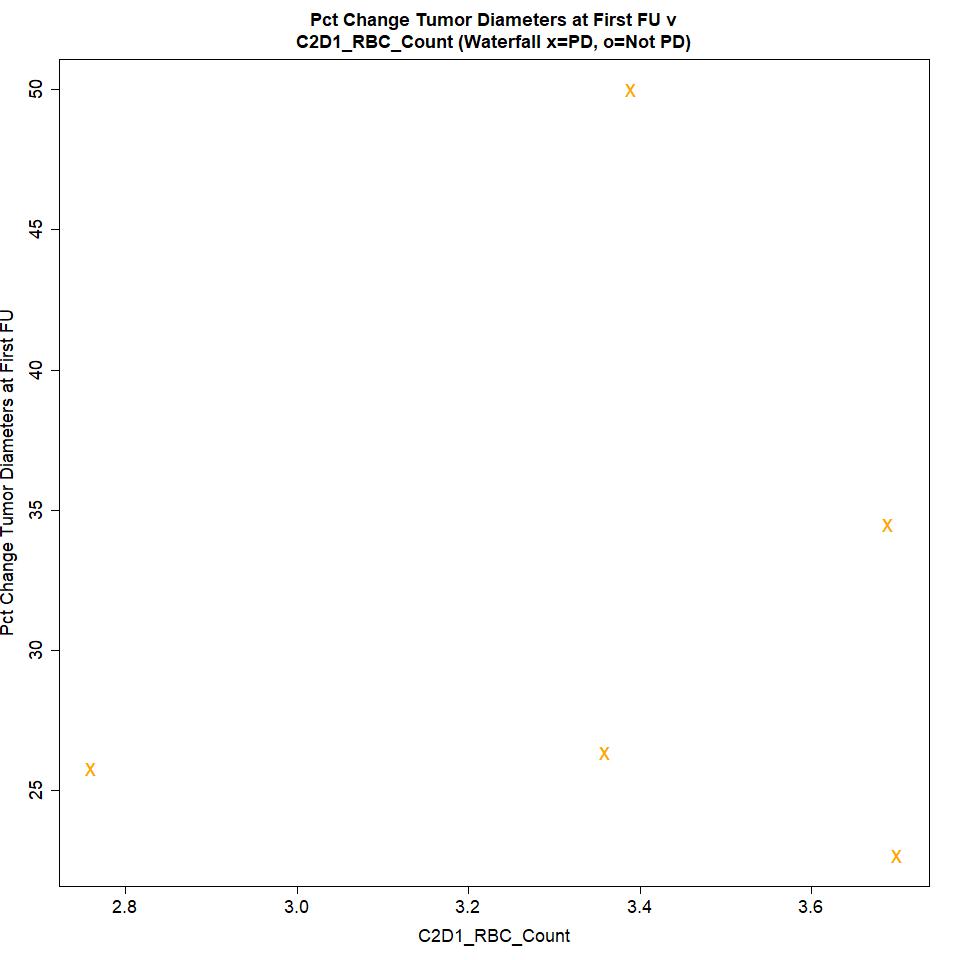 Pct Change Tumor Diameters at First FU v
C2D1_RBC_Count (Waterfall x=PD, o=Not PD)
Pct Change Tumor Diameters at First FU
50
45
40
35
30
25
X
X
X
X
X
2.8
3.0
3.2
3.4
3.6
C2D1_RBC_Count